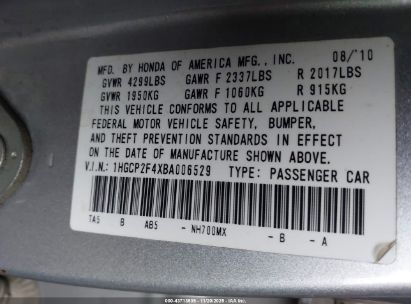 MFD. BY HONDA OF AMERICA MFG., INC. 08/'10
GVWR 4299LBS GAWR F 2337LBS R 2017LBS
GVWR 1950KG GAWR F 1060KG R 915KG
THIS VEHICLE CONFORMS TO ALL APPLICABLE
FEDERAL MOTOR VEHICLE SAFETY, BUMPER,
AND THEFT PREVENTION STANDARDS IN EFFECT
ON THE DATE OF MANUFACTURE SHOWN ABOVE.
V.I.N.: 1HGCP2F4XBA006529 TYPE: PASSENGER CAR
TA5 B AB5 - NH700MX - B - A